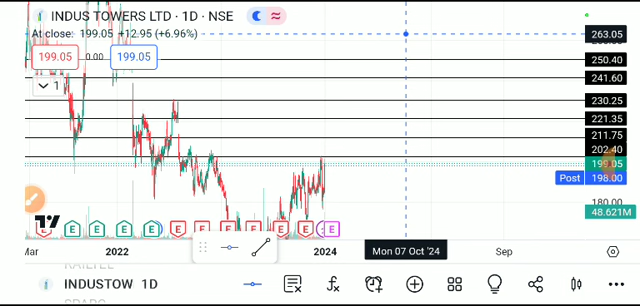 INDUS TOWERS LTD · 1D · NSE
At close: 199.05 +12.95 (+6.96%)
199.05 0.00 199.05
1
263.05
250.40
241.60
230.25
221.35
211.75
202.40
199.05
Post 198.00
180.00
48.621M
E E E E E E E E E E E E
Mar 2022 2024 Mon 07 Oct '24 Sep
INDUSTOW 1D